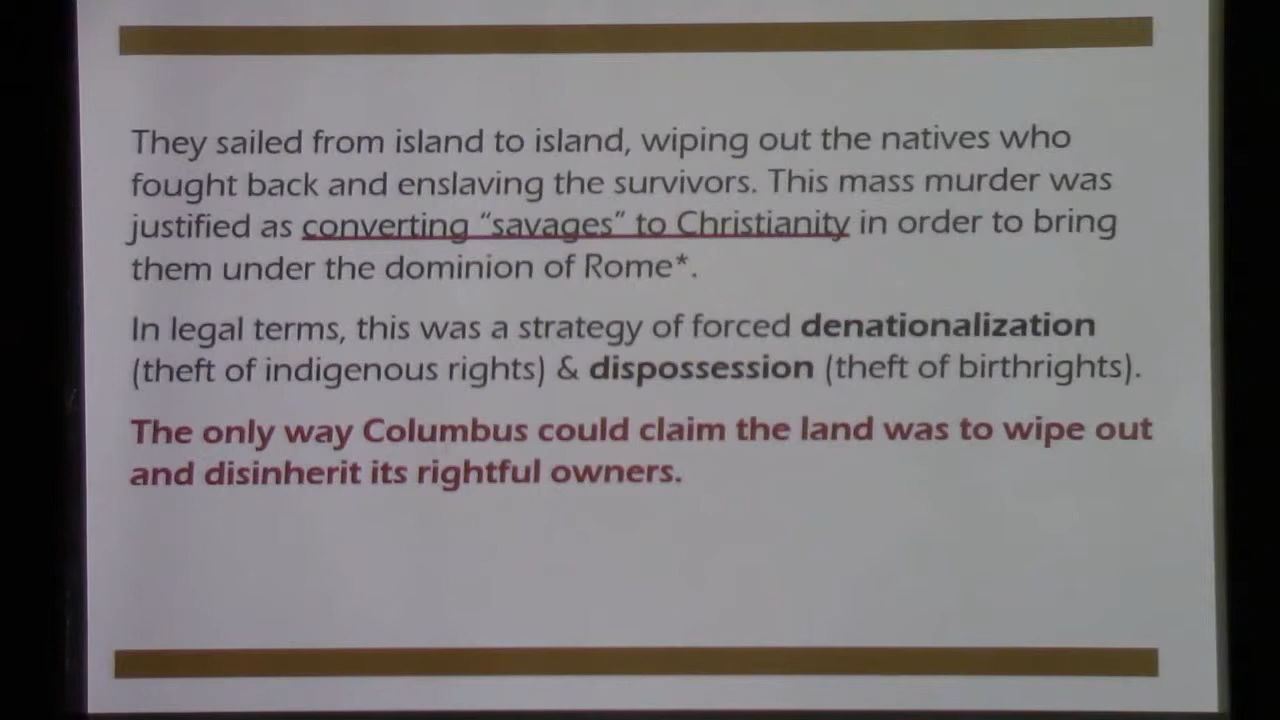 They sailed from island to island, wiping out the natives who
fought back and enslaving the survivors. This mass murder was
justified as converting “savages” to Christianity in order to bring
them under the dominion of Rome*.
In legal terms, this was a strategy of forced denationalization
(theft of indigenous rights) & dispossession (theft of birthrights).
The only way Columbus could claim the land was to wipe out
and disinherit its rightful owners.